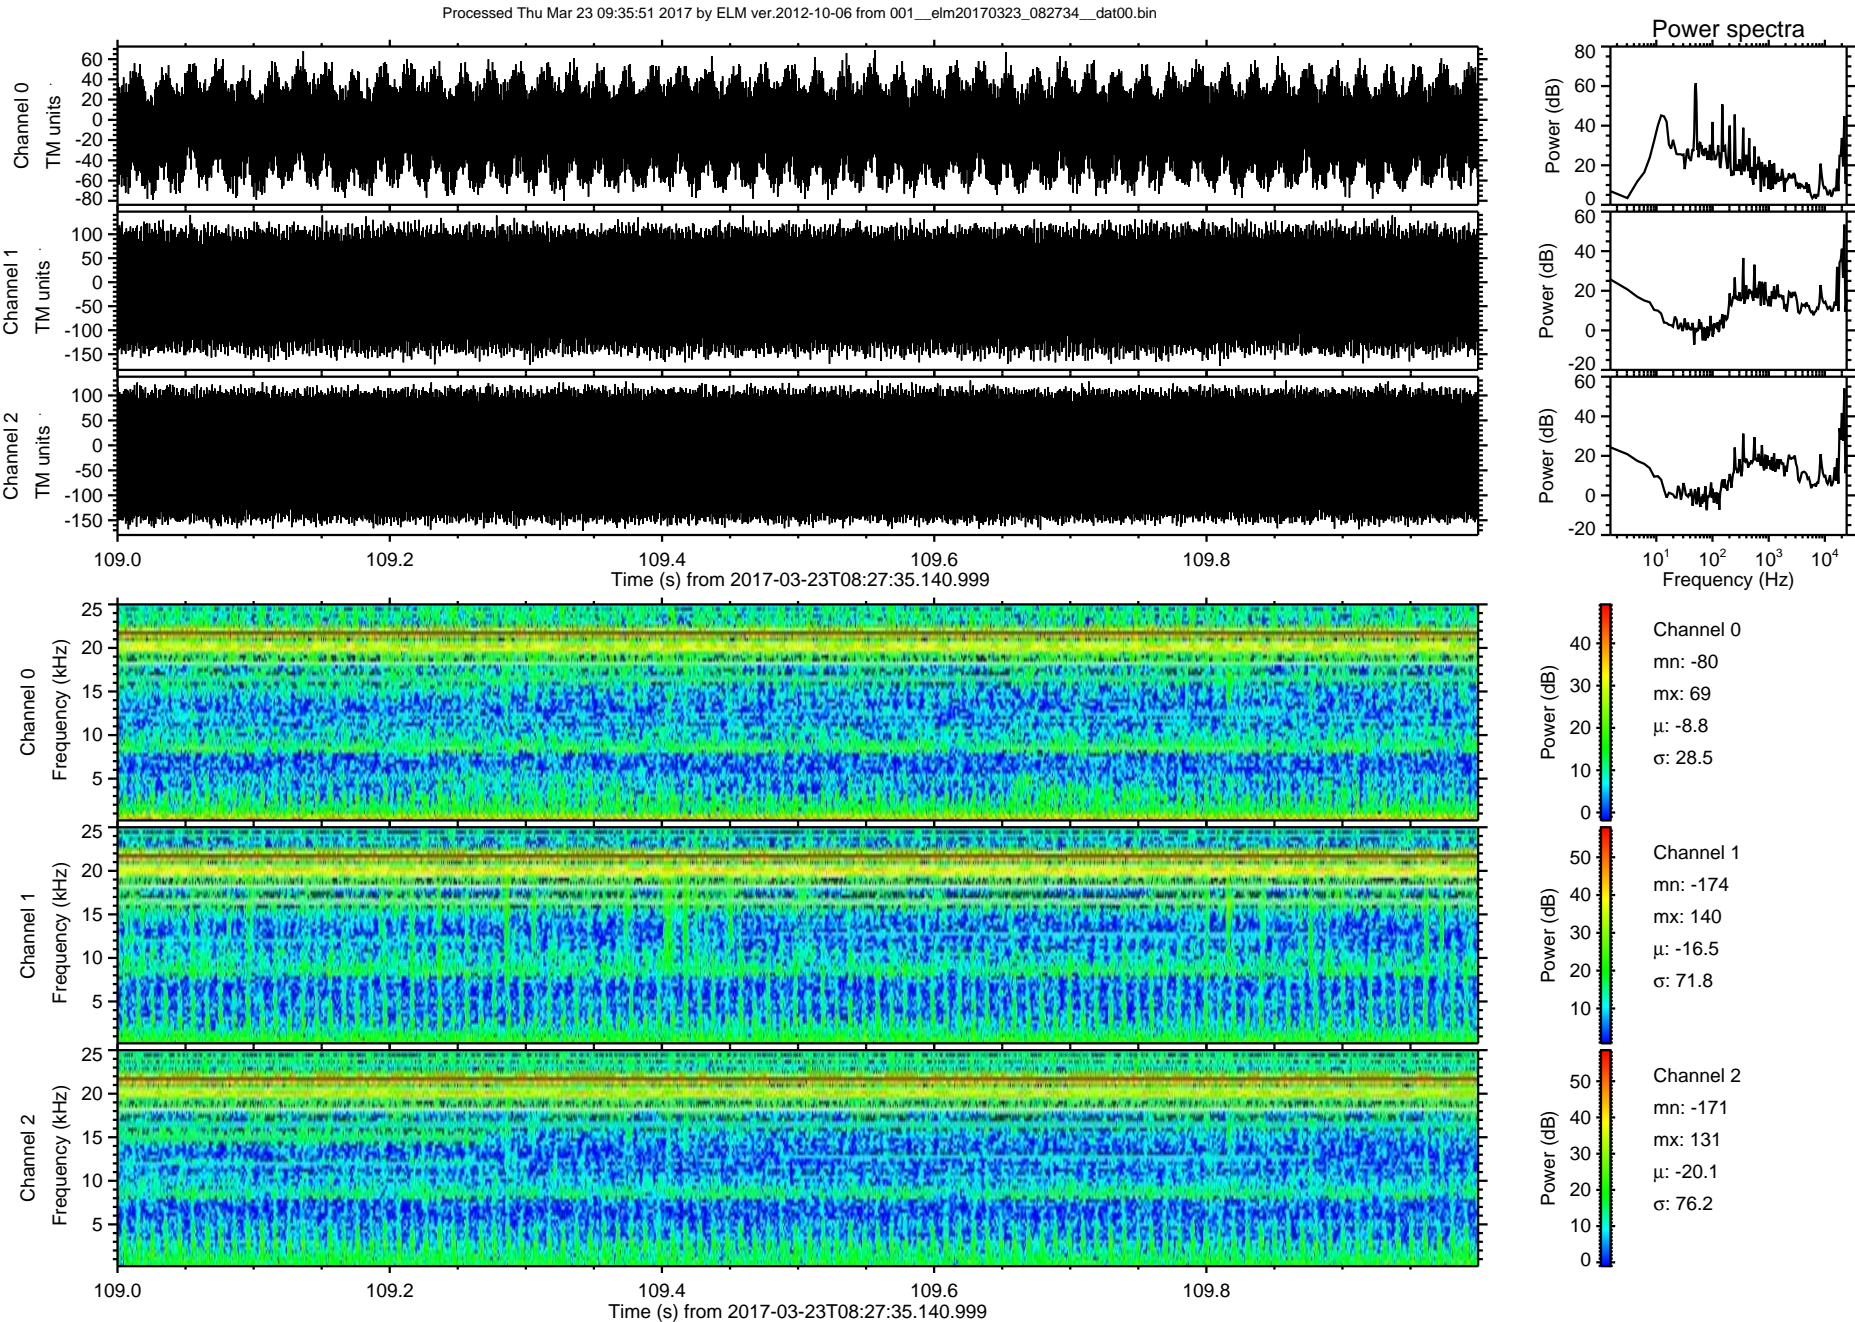 Processed Thu Mar 23 09:35:51 2017 by ELM ver.2012-10-06 from 001__elm20170323_082734__dat00.bin
Power spectra
Channel 0
TM units
60
40
20
0
-20
-40
-60
-80
Power (dB)
80
60
40
20
0
Channel 1
TM units
100
50
0
-50
-100
-150
Power (dB)
60
40
20
0
-20
Channel 2
TM units
100
50
0
-50
-100
-150
Power (dB)
60
40
20
0
-20
109.0 109.2 109.4 109.6 109.8
Time (s) from 2017-03-23T08:27:35.140.999
10^1 10^2 10^3 10^4
Frequency (Hz)
Channel 0
Frequency (kHz)
25
20
15
10
5
Power (dB)
40
30
20
10
0
Channel 0
mn: -80
mx: 69
μ: -8.8
σ: 28.5
Channel 1
Frequency (kHz)
25
20
15
10
5
Power (dB)
50
40
30
20
10
Channel 1
mn: -174
mx: 140
μ: -16.5
σ: 71.8
Channel 2
Frequency (kHz)
25
20
15
10
5
Power (dB)
50
40
30
20
10
0
Channel 2
mn: -171
mx: 131
μ: -20.1
σ: 76.2
109.0 109.2 109.4 109.6 109.8
Time (s) from 2017-03-23T08:27:35.140.999